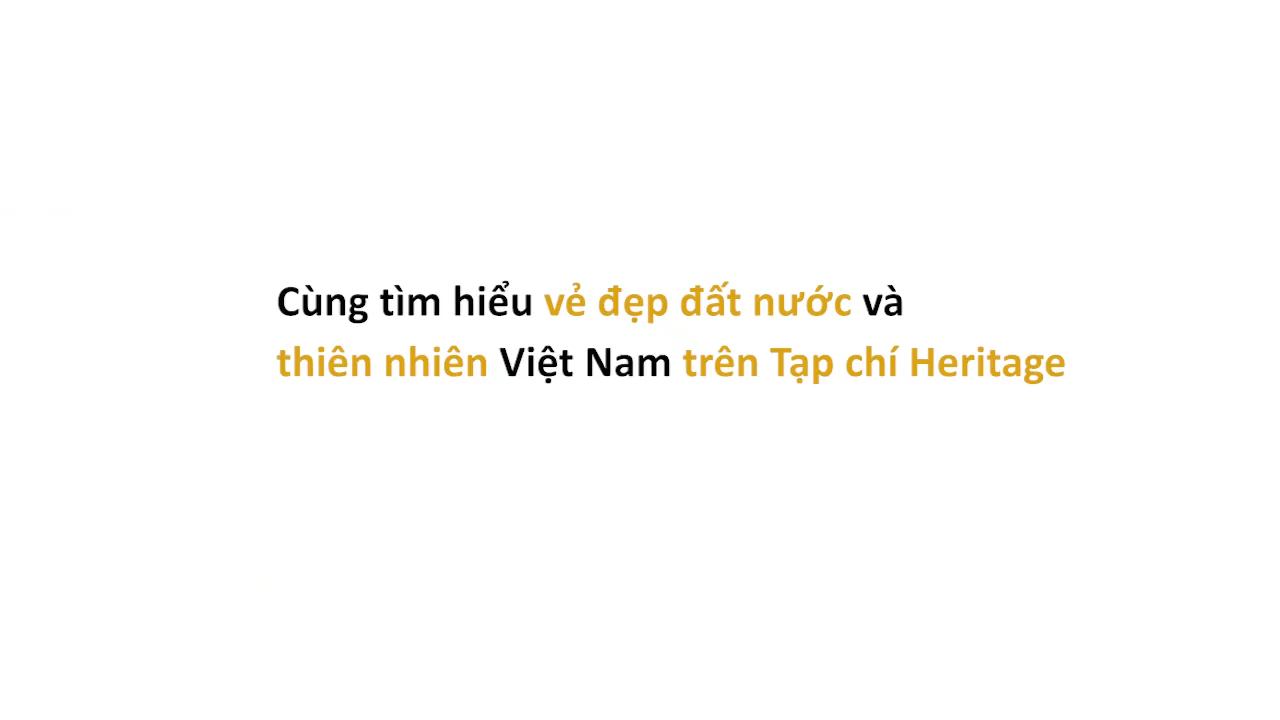 Cùng tìm hiểu vẻ đẹp đất nước và
thiên nhiên Việt Nam trên Tạp chí Heritage